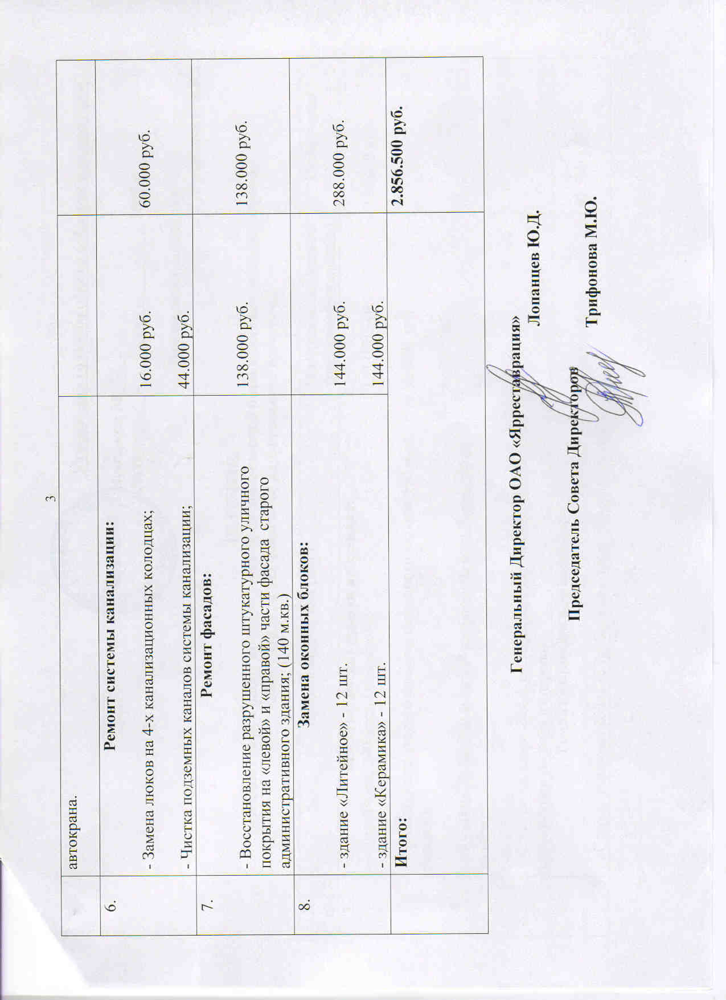 3
автокрана.
6.
Ремонт системы канализации:
- Замена люков на 4-х канализационных колодцах;
16.000 руб.
60.000 руб.
- Чистка подземных каналов системы канализации;
44.000 руб.
7.
Ремонт фасадов:
- Восстановление разрушенного штукатурного уличного
138.000 руб.
138.000 руб.
покрытия на «левой» и «правой» части фасада старого
административного здания; (140 м.кв.)
8.
Замена оконных блоков:
- здание «Литейное» - 12 шт.
144.000 руб.
288.000 руб.
- здание «Керамика» - 12 шт.
144.000 руб.
Итого:
2.856.500 руб.
Генеральный Директор ОАО «Ярреставрация»
Лопанцев Ю.Д.
Председатель Совета Директоров
Трифонова М.Ю.